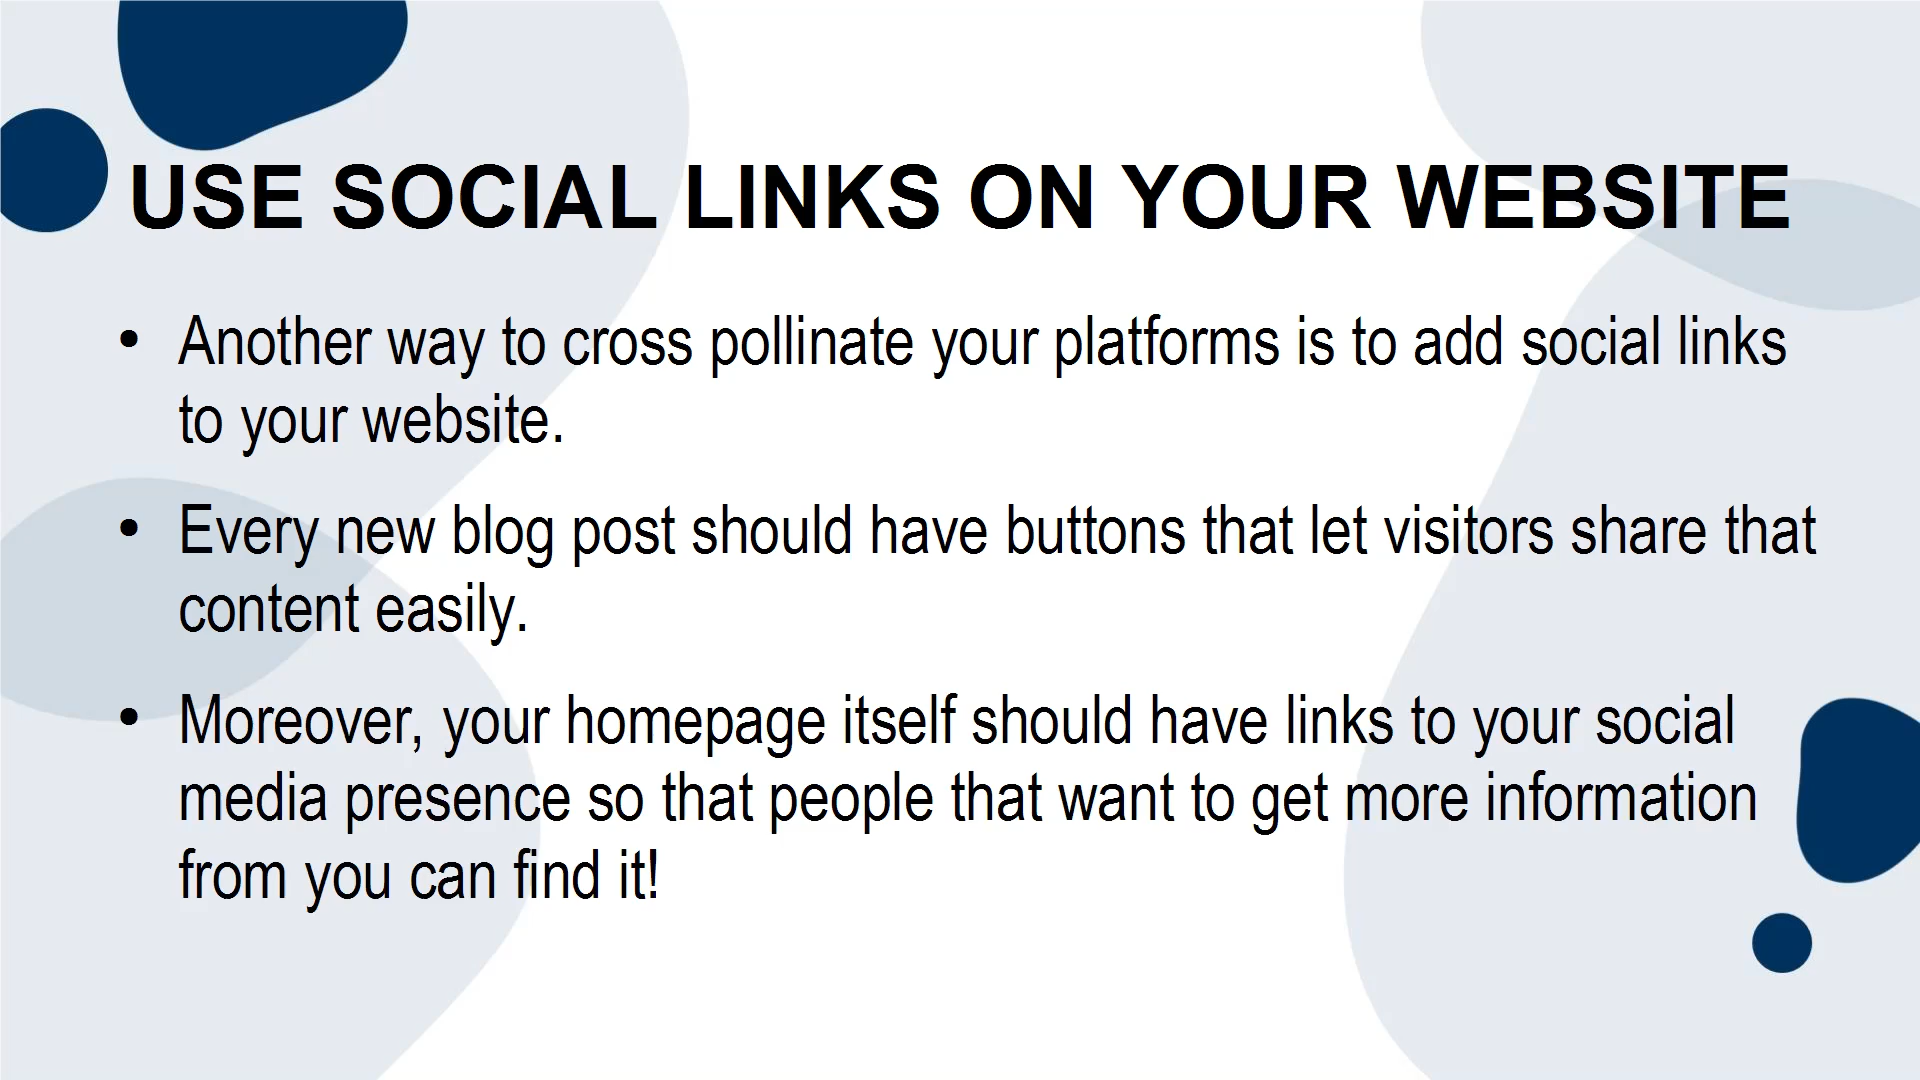 USE SOCIAL LINKS ON YOUR WEBSITE
• Another way to cross pollinate your platforms is to add social links
to your website.
• Every new blog post should have buttons that let visitors share that
content easily.
• Moreover, your homepage itself should have links to your social
media presence so that people that want to get more information
from you can find it!